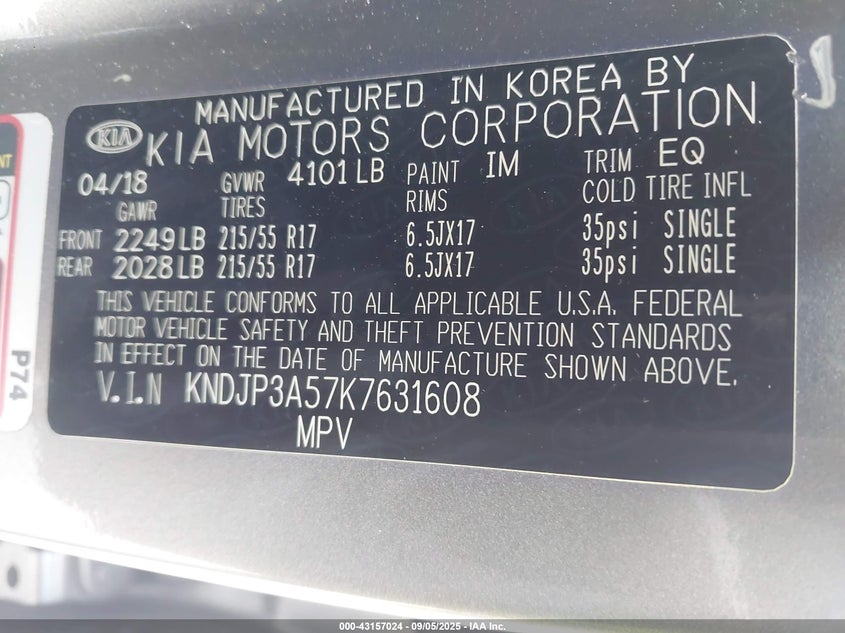 MANUFACTURED IN KOREA BY
KIA KIA MOTORS CORPORATION
04/18 GVWR 4101 LB PAINT IM TRIM EQ
GAWR TIRES RIMS COLD TIRE INFL
FRONT 2249 LB 215/55 R17 6.5JX17 35psi SINGLE
REAR 2028 LB 215/55 R17 6.5JX17 35psi SINGLE
THIS VEHICLE CONFORMS TO ALL APPLICABLE U.S.A. FEDERAL
MOTOR VEHICLE SAFETY AND THEFT PREVENTION STANDARDS
IN EFFECT ON THE DATE OF MANUFACTURE SHOWN ABOVE.
V.I.N KNDJP3A57K7631608
MPV
P74
000-43157024 - 09/05/2025 - IAA Inc.